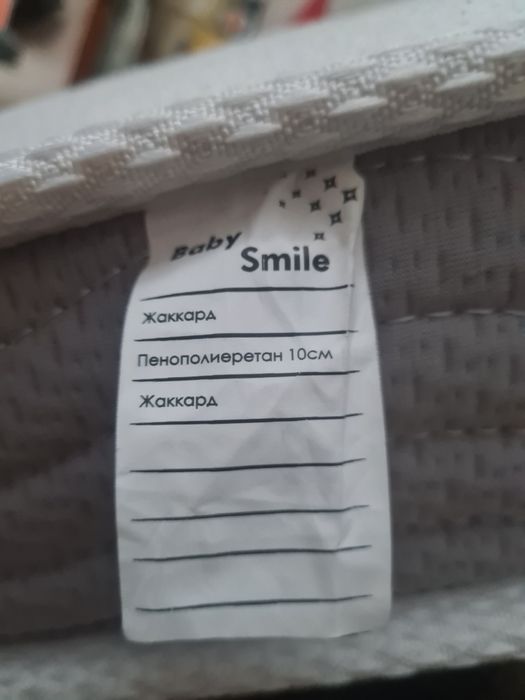 Baby
Smile
Жаккард
Пенополиеретан 10см
Жаккард